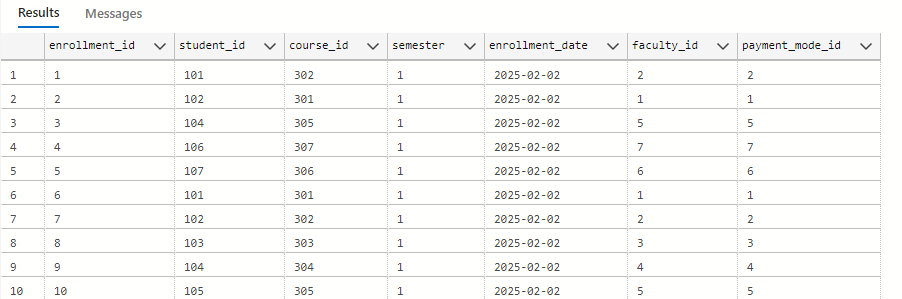 Results Messages
enrollment_id student_id course_id semester enrollment_date faculty_id payment_mode_id
1 1 101 302 1 2025-02-02 2 2
2 2 102 301 1 2025-02-02 1 1
3 3 104 305 1 2025-02-02 5 5
4 4 106 307 1 2025-02-02 7 7
5 5 107 306 1 2025-02-02 6 6
6 6 101 301 1 2025-02-02 1 1
7 7 102 302 1 2025-02-02 2 2
8 8 103 303 1 2025-02-02 3 3
9 9 104 304 1 2025-02-02 4 4
10 10 105 305 1 2025-02-02 5 5